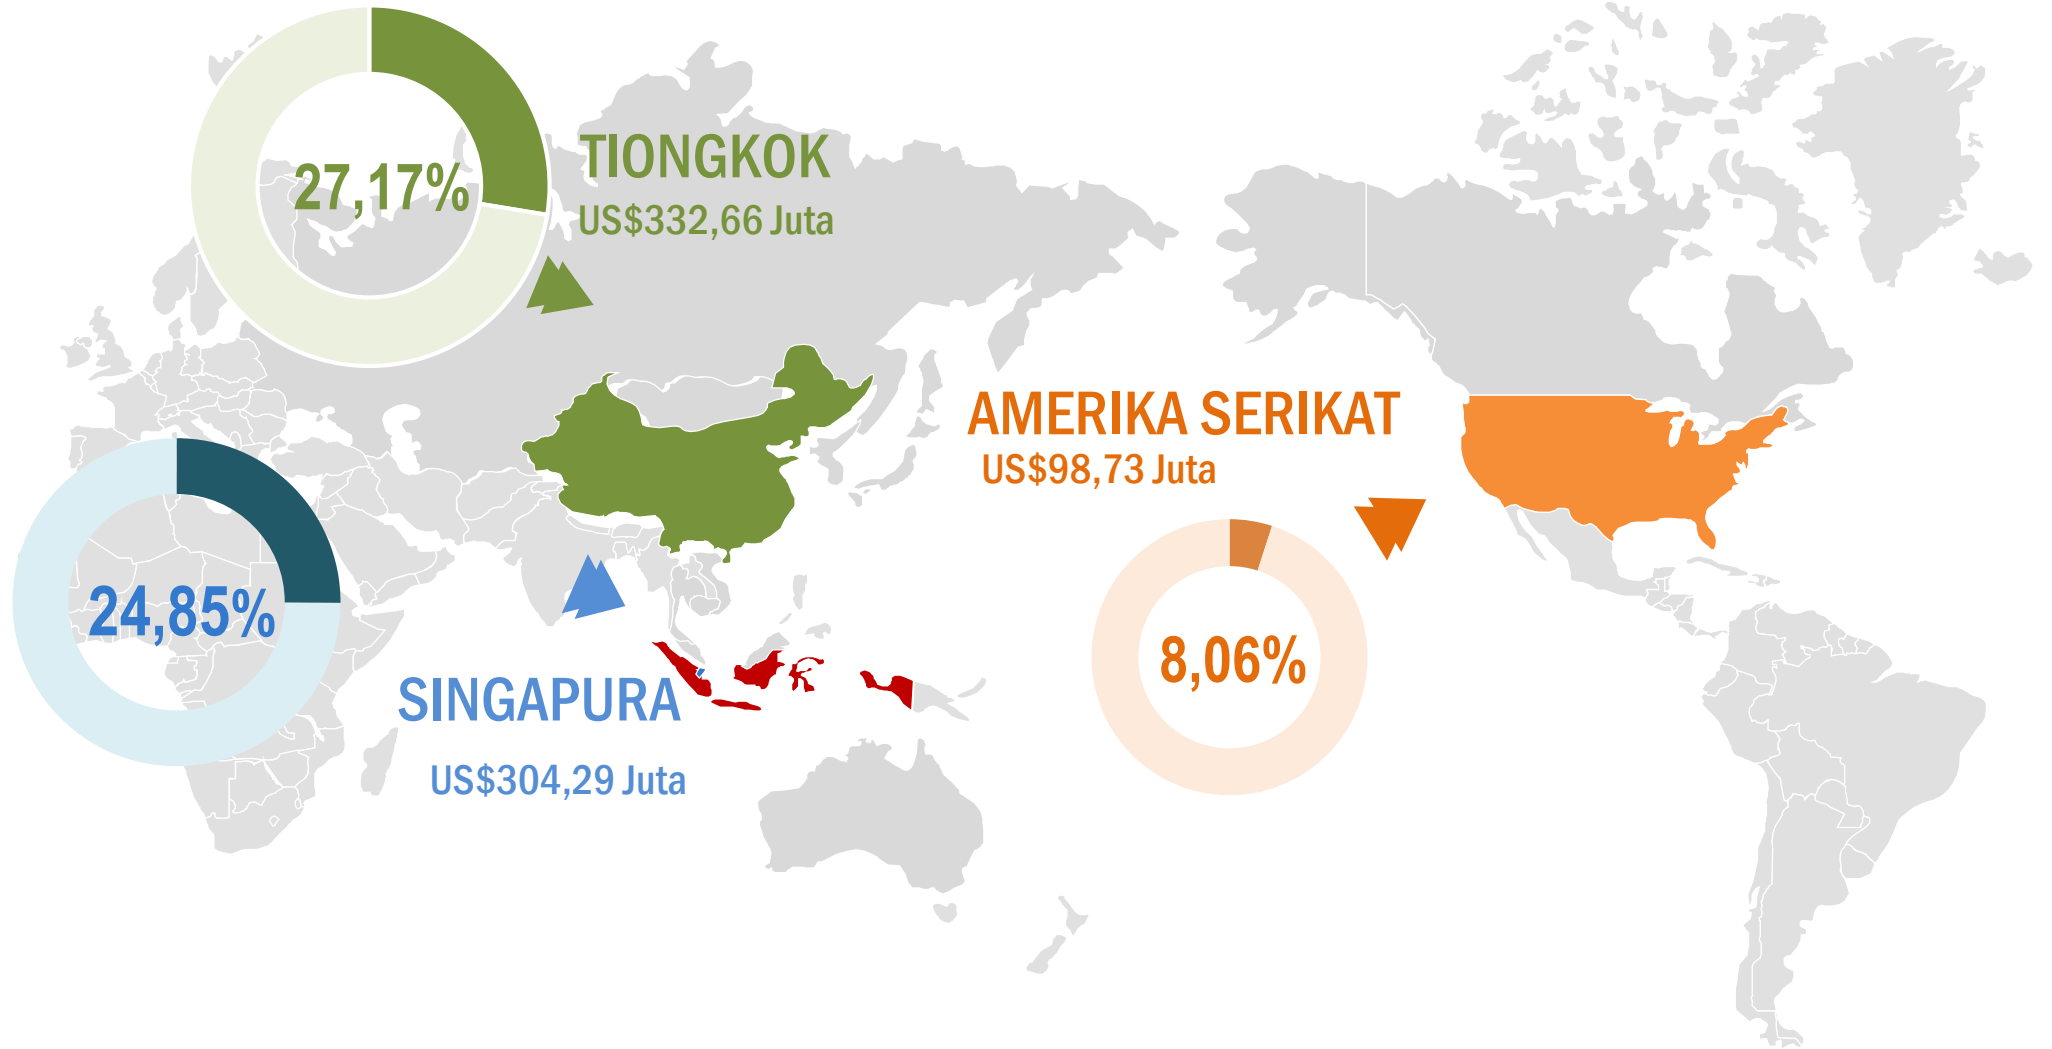 27,17%
TIONGKOK
US$332,66 Juta
AMERIKA SERIKAT
US$98,73 Juta
8,06%
24,85%
SINGAPURA
US$304,29 Juta